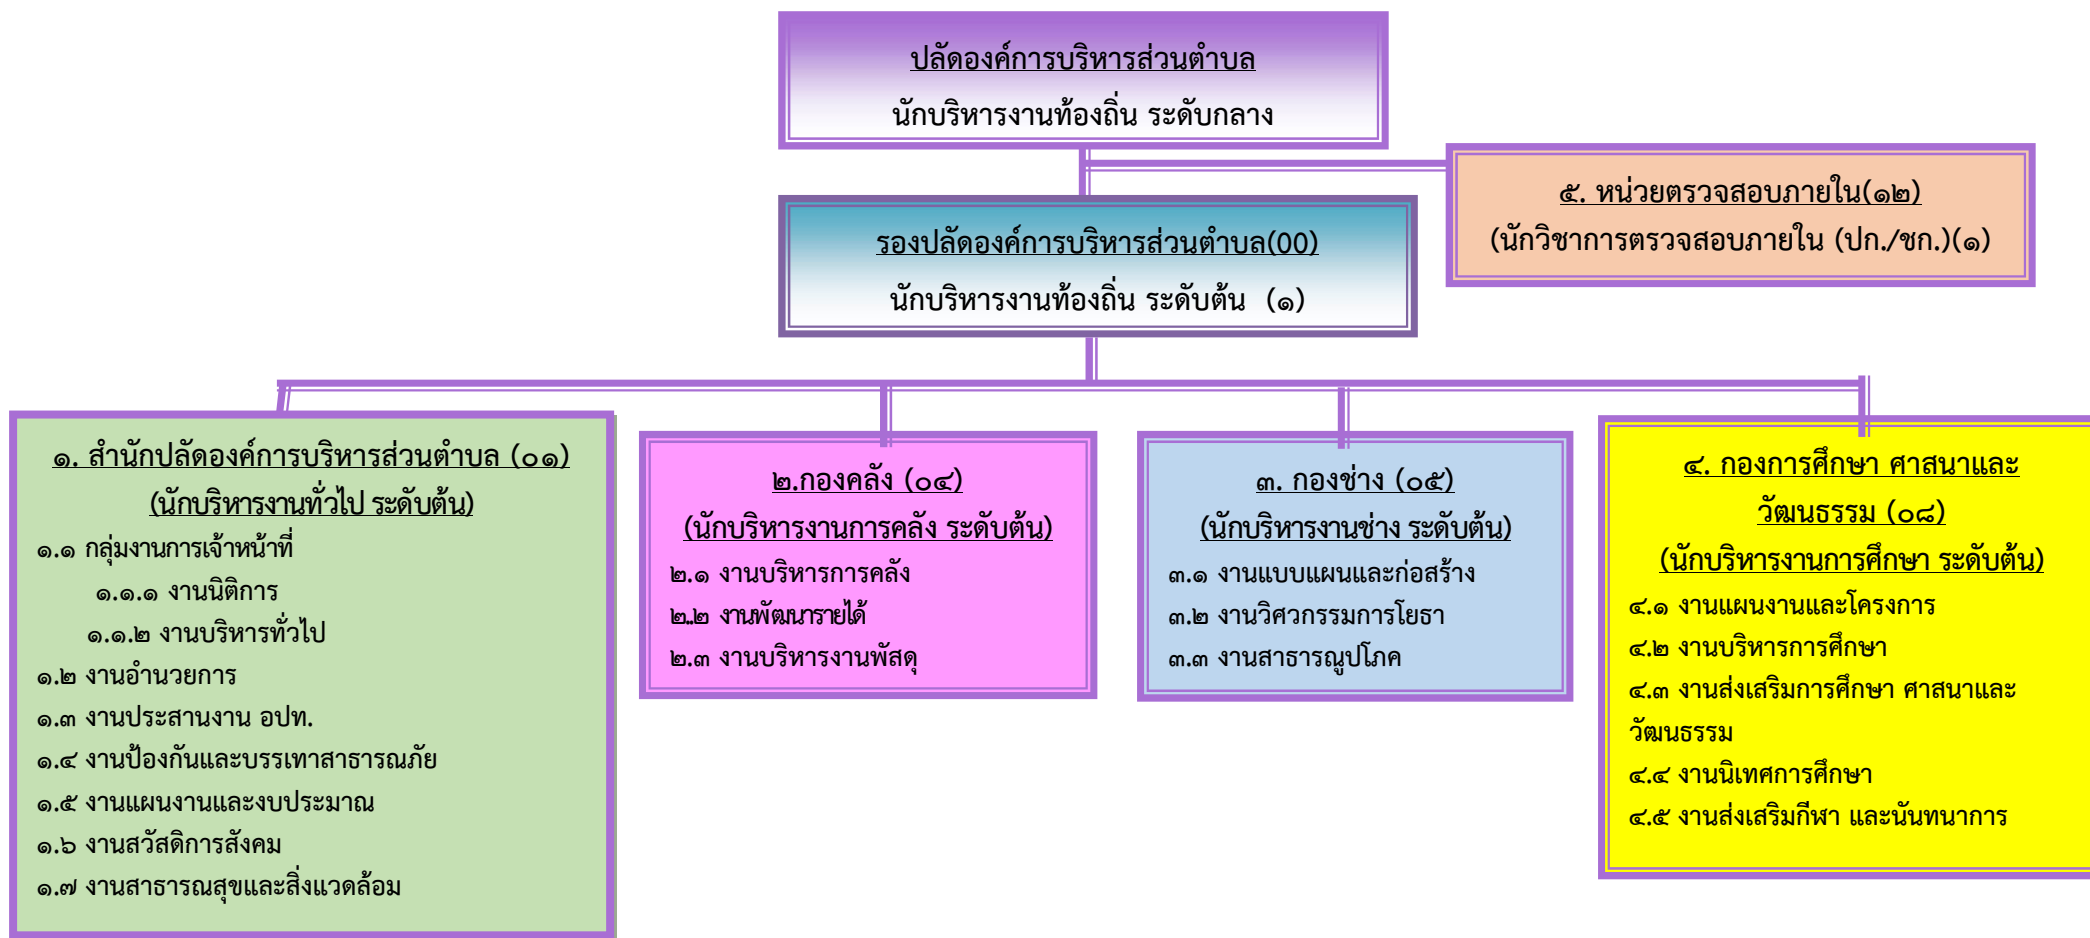 ปลัดองค์การบริหารส่วนตำบล
นักบริหารงานท้องถิ่น ระดับกลาง
๕. หน่วยตรวจสอบภายใน(๑๒)
(นักวิชาการตรวจสอบภายใน (ปก./ชก.)(๑)
รองปลัดองค์การบริหารส่วนตำบล(00)
นักบริหารงานท้องถิ่น ระดับต้น (๑)
๑. สำนักปลัดองค์การบริหารส่วนตำบล (๐๑)
(นักบริหารงานทั่วไป ระดับต้น)
๑.๑ กลุ่มงานการเจ้าหน้าที่
๑.๑.๑ งานนิติการ
๑.๑.๒ งานบริหารทั่วไป
๑.๒ งานอำนวยการ
๑.๓ งานประสานงาน อปท.
๑.๔ งานป้องกันและบรรเทาสาธารณภัย
๑.๕ งานแผนงานและงบประมาณ
๑.๖ งานสวัสดิการสังคม
๑.๗ งานสาธารณสุขและสิ่งแวดล้อม
๒.กองคลัง (๐๔)
(นักบริหารงานการคลัง ระดับต้น)
๒.๑ งานบริหารการคลัง
๒.๒ งานพัฒนารายได้
๒.๓ งานบริหารงานพัสดุ
๓. กองช่าง (๐๕)
(นักบริหารงานช่าง ระดับต้น)
๓.๑ งานแบบแผนและก่อสร้าง
๓.๒ งานวิศวกรรมการโยธา
๓.๓ งานสาธารณูปโภค
๔. กองการศึกษา ศาสนาและ
วัฒนธรรม (๐๘)
(นักบริหารงานการศึกษา ระดับต้น)
๔.๑ งานแผนงานและโครงการ
๔.๒ งานบริหารการศึกษา
๔.๓ งานส่งเสริมการศึกษา ศาสนาและ
วัฒนธรรม
๔.๔ งานนิเทศการศึกษา
๔.๕ งานส่งเสริมกีฬา และนันทนาการ